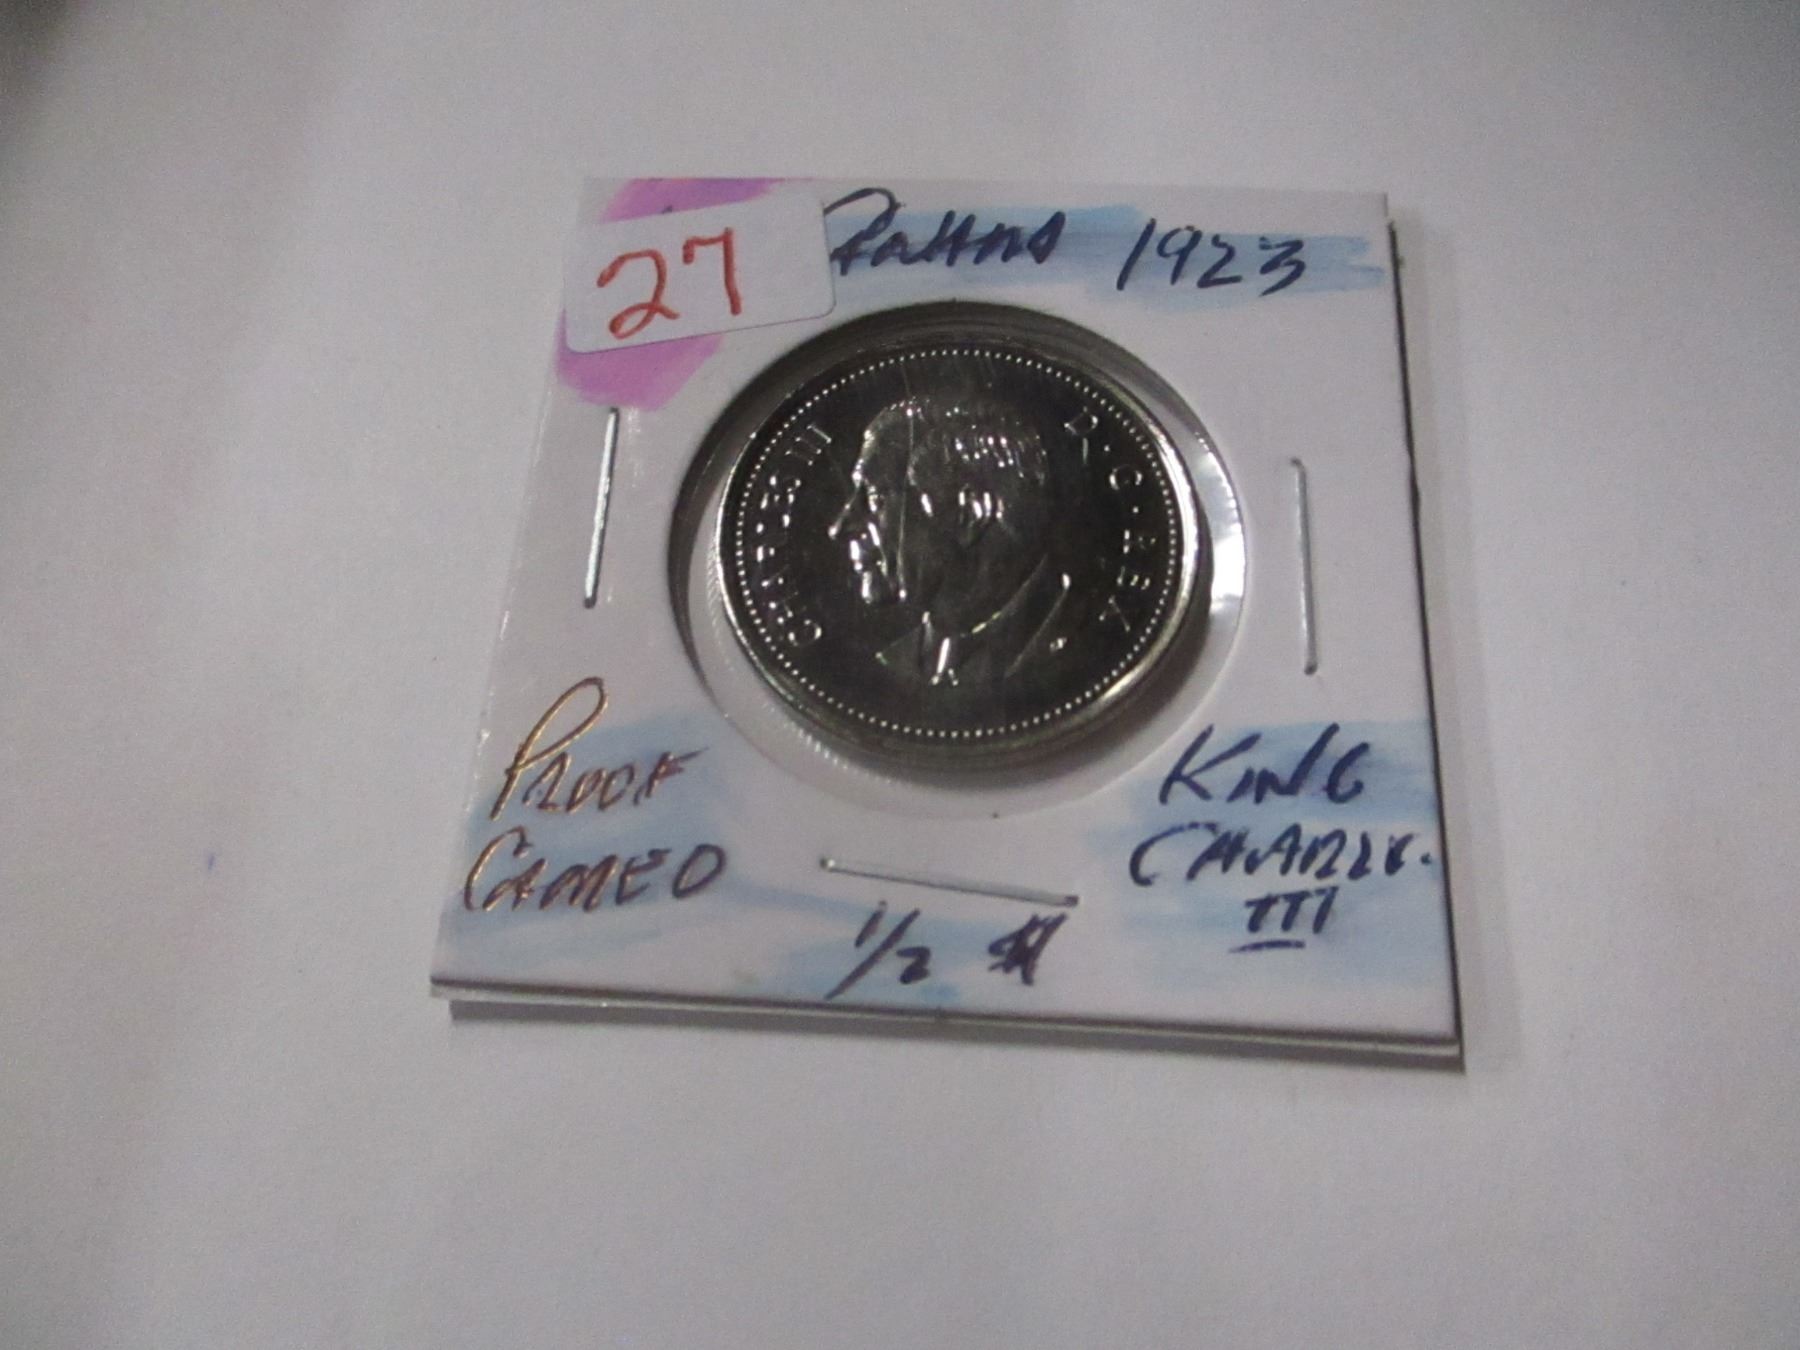 27
1923
CHARLES III D · G · REX
PROOF
CAMEO
KING
CHARLES
III
1/2 $